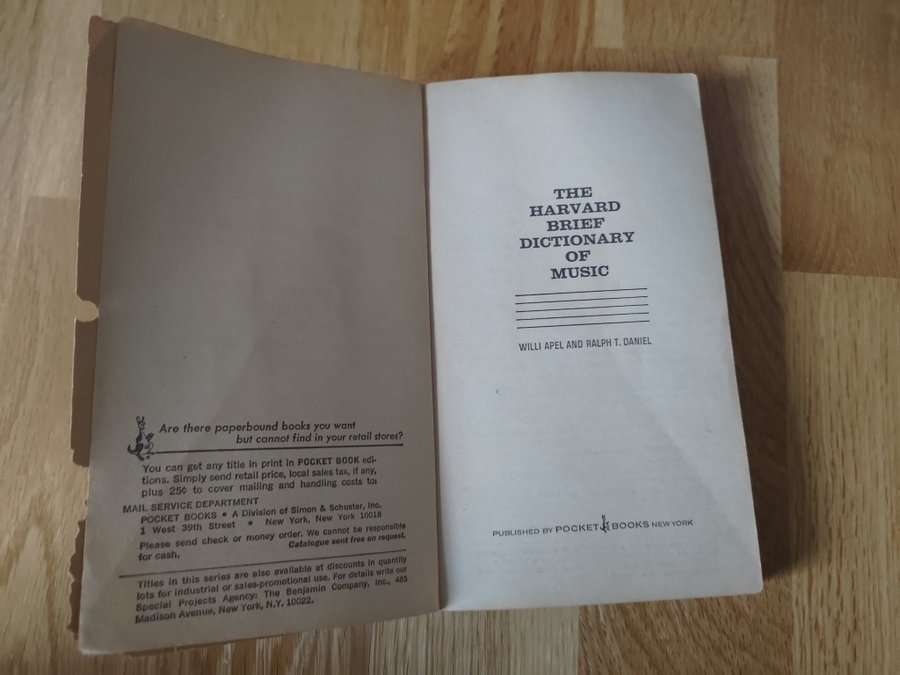 Are there paperbound books you want
but cannot find in your retail stores?
You can get any title in print in POCKET BOOK edi-
tions. Simply send retail price, local sales tax, if any,
plus 25¢ to cover mailing and handling costs to:
MAIL SERVICE DEPARTMENT
POCKET BOOKS • A Division of Simon & Schuster, Inc.
1 West 39th Street • New York, New York 10018
Please send check or money order. We cannot be responsible
for cash. Catalogue sent free on request.
Titles in this series are also available at discounts in quantity
lots for industrial or sales-promotional use. For details write our
Special Projects Agency: The Benjamin Company, Inc., 485
Madison Avenue, New York, N.Y. 10022.
THE
HARVARD
BRIEF
DICTIONARY
OF
MUSIC
WILLI APEL AND RALPH T. DANIEL
PUBLISHED BY POCKET BOOKS NEW YORK